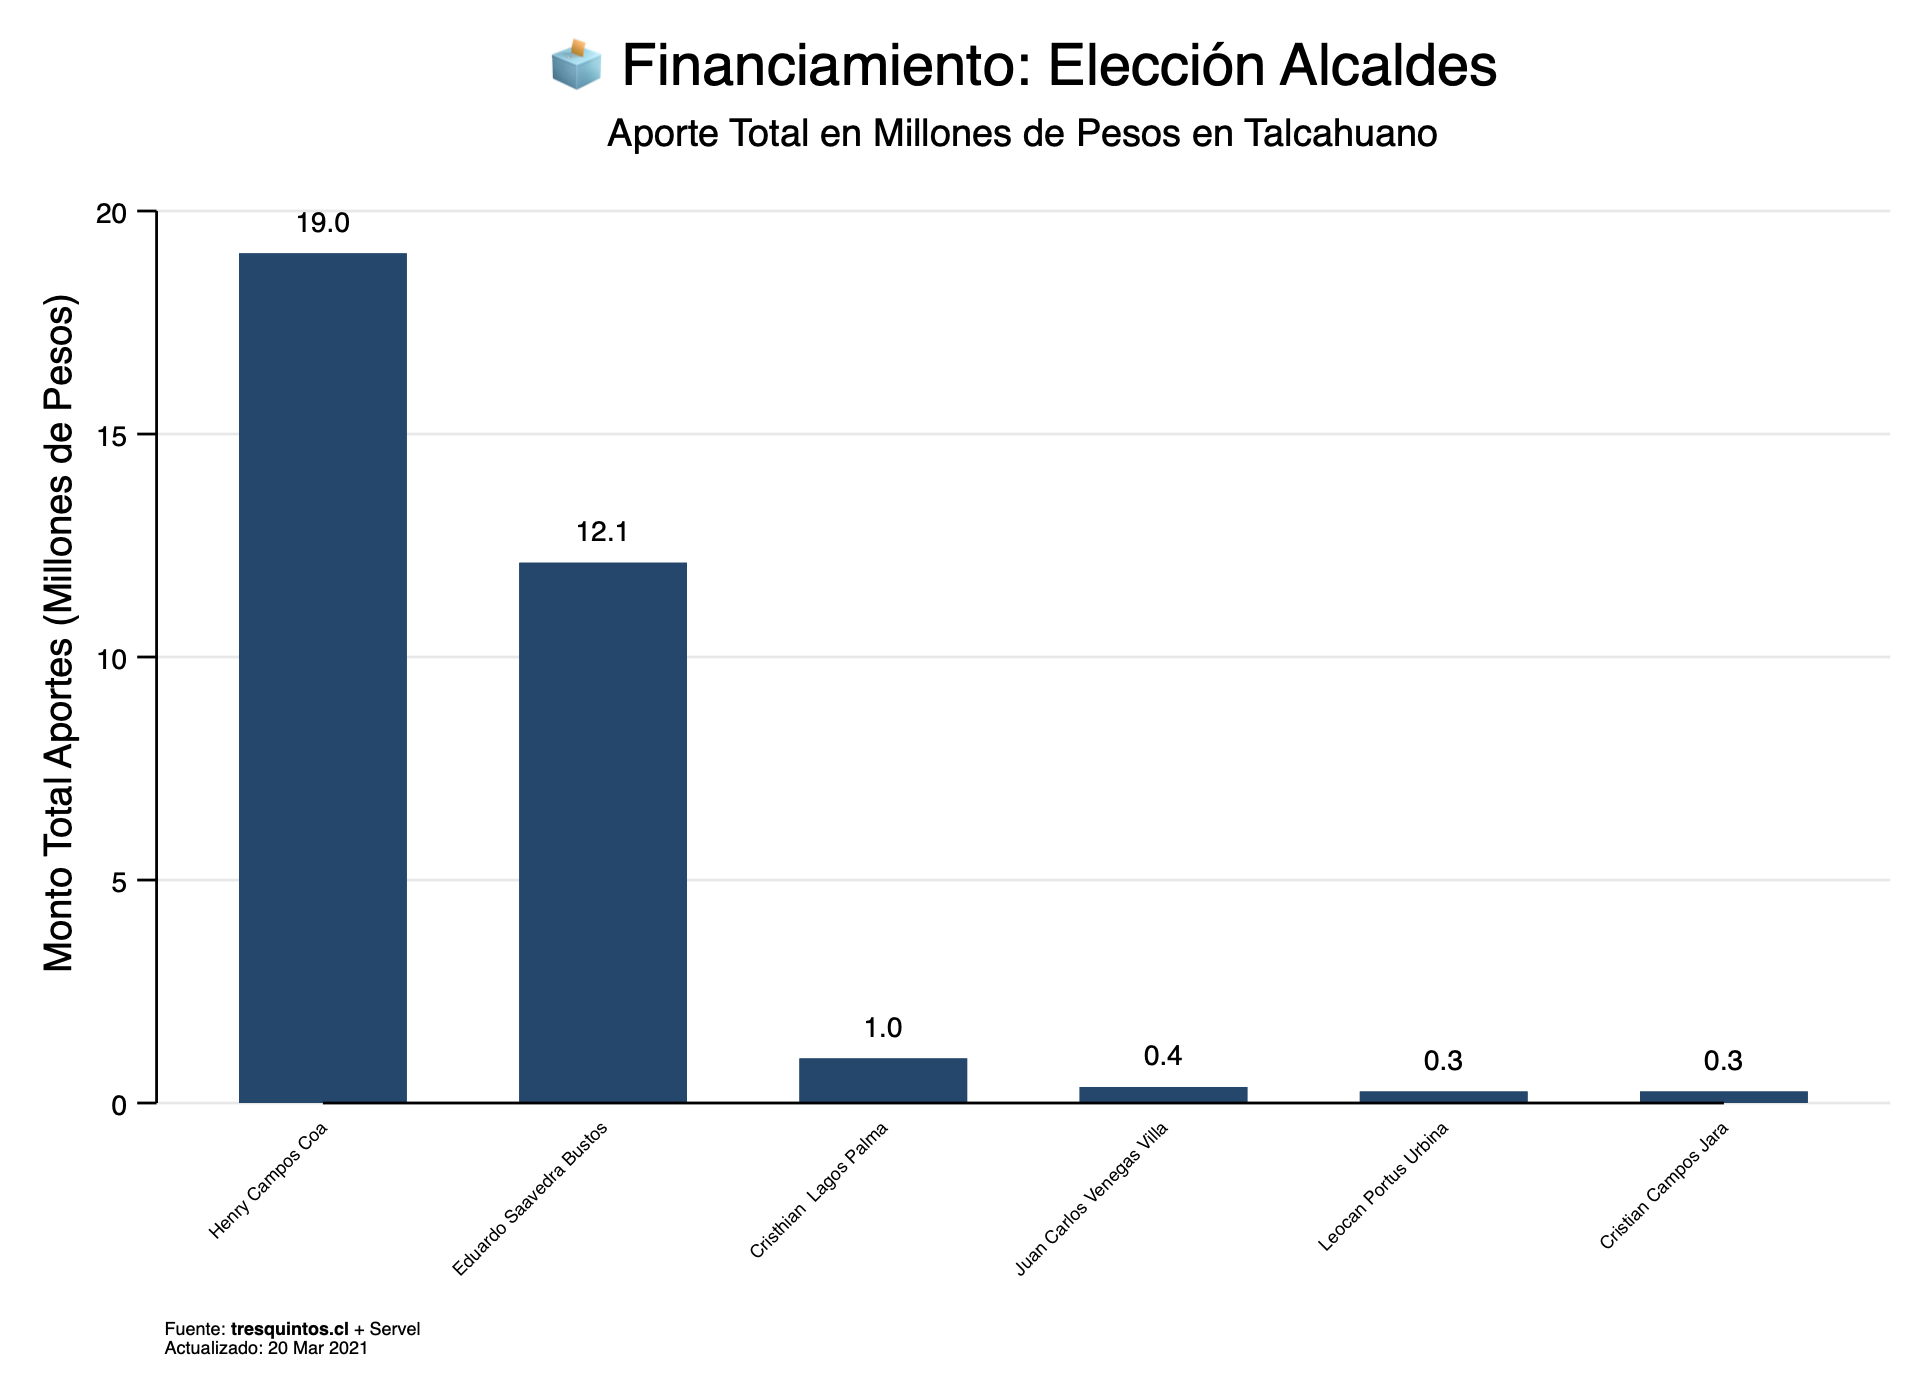 Financiamiento: Elección Alcaldes
Aporte Total en Millones de Pesos en Talcahuano
Monto Total Aportes (Millones de Pesos)
20
15
10
5
0
19.0
12.1
1.0
0.4
0.3
0.3
Henry Campos Coa
Eduardo Saavedra Bustos
Cristhian  Lagos Palma
Juan Carlos Venegas Villa
Leocan Portus Urbina
Cristian Campos Jara
Fuente: tresquintos.cl + Servel
Actualizado: 20 Mar 2021